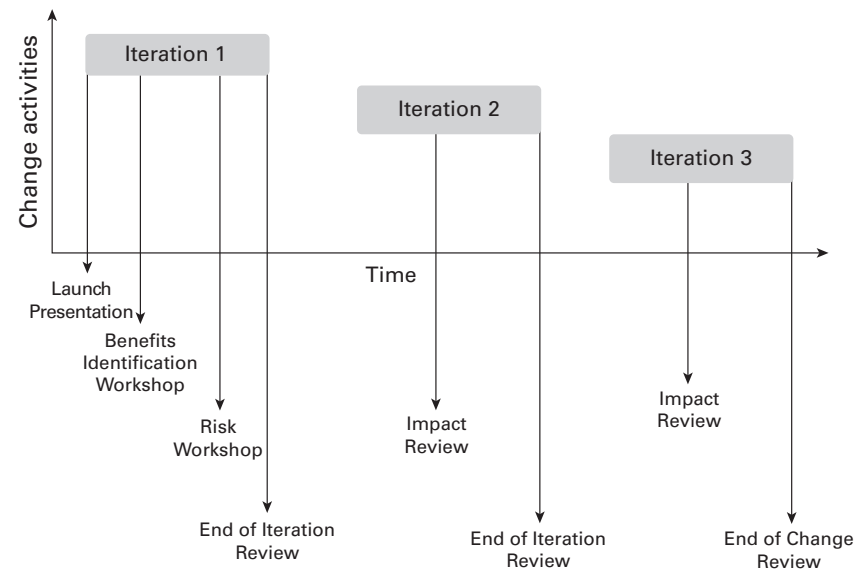 Change activities
Iteration 1
Iteration 2
Iteration 3
Time
Launch
Presentation
Benefits
Identification
Workshop
Risk
Workshop
End of Iteration
Review
Impact
Review
End of Iteration
Review
Impact
Review
End of Change
Review